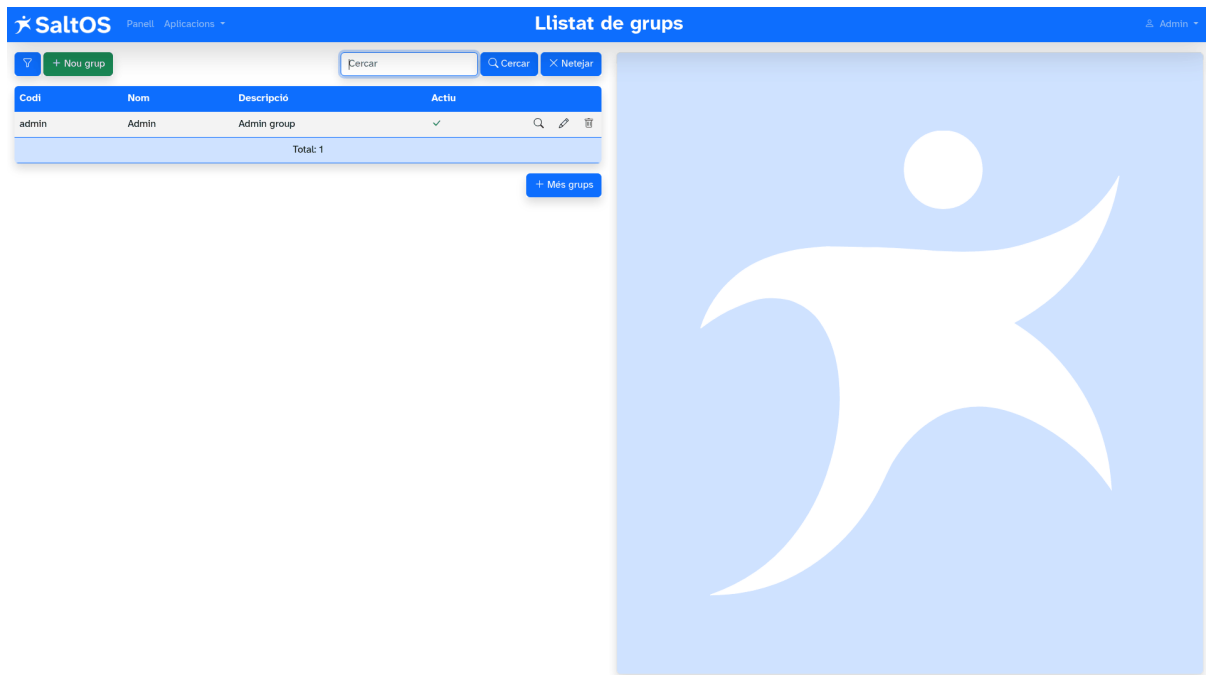 SaltOS Panell Aplicacions Llistat de grups Admin
+ Nou grup Cercar Cercar Netejar
Codi Nom Descripció Actiu
admin Admin Admin group
Total: 1
+ Més grups